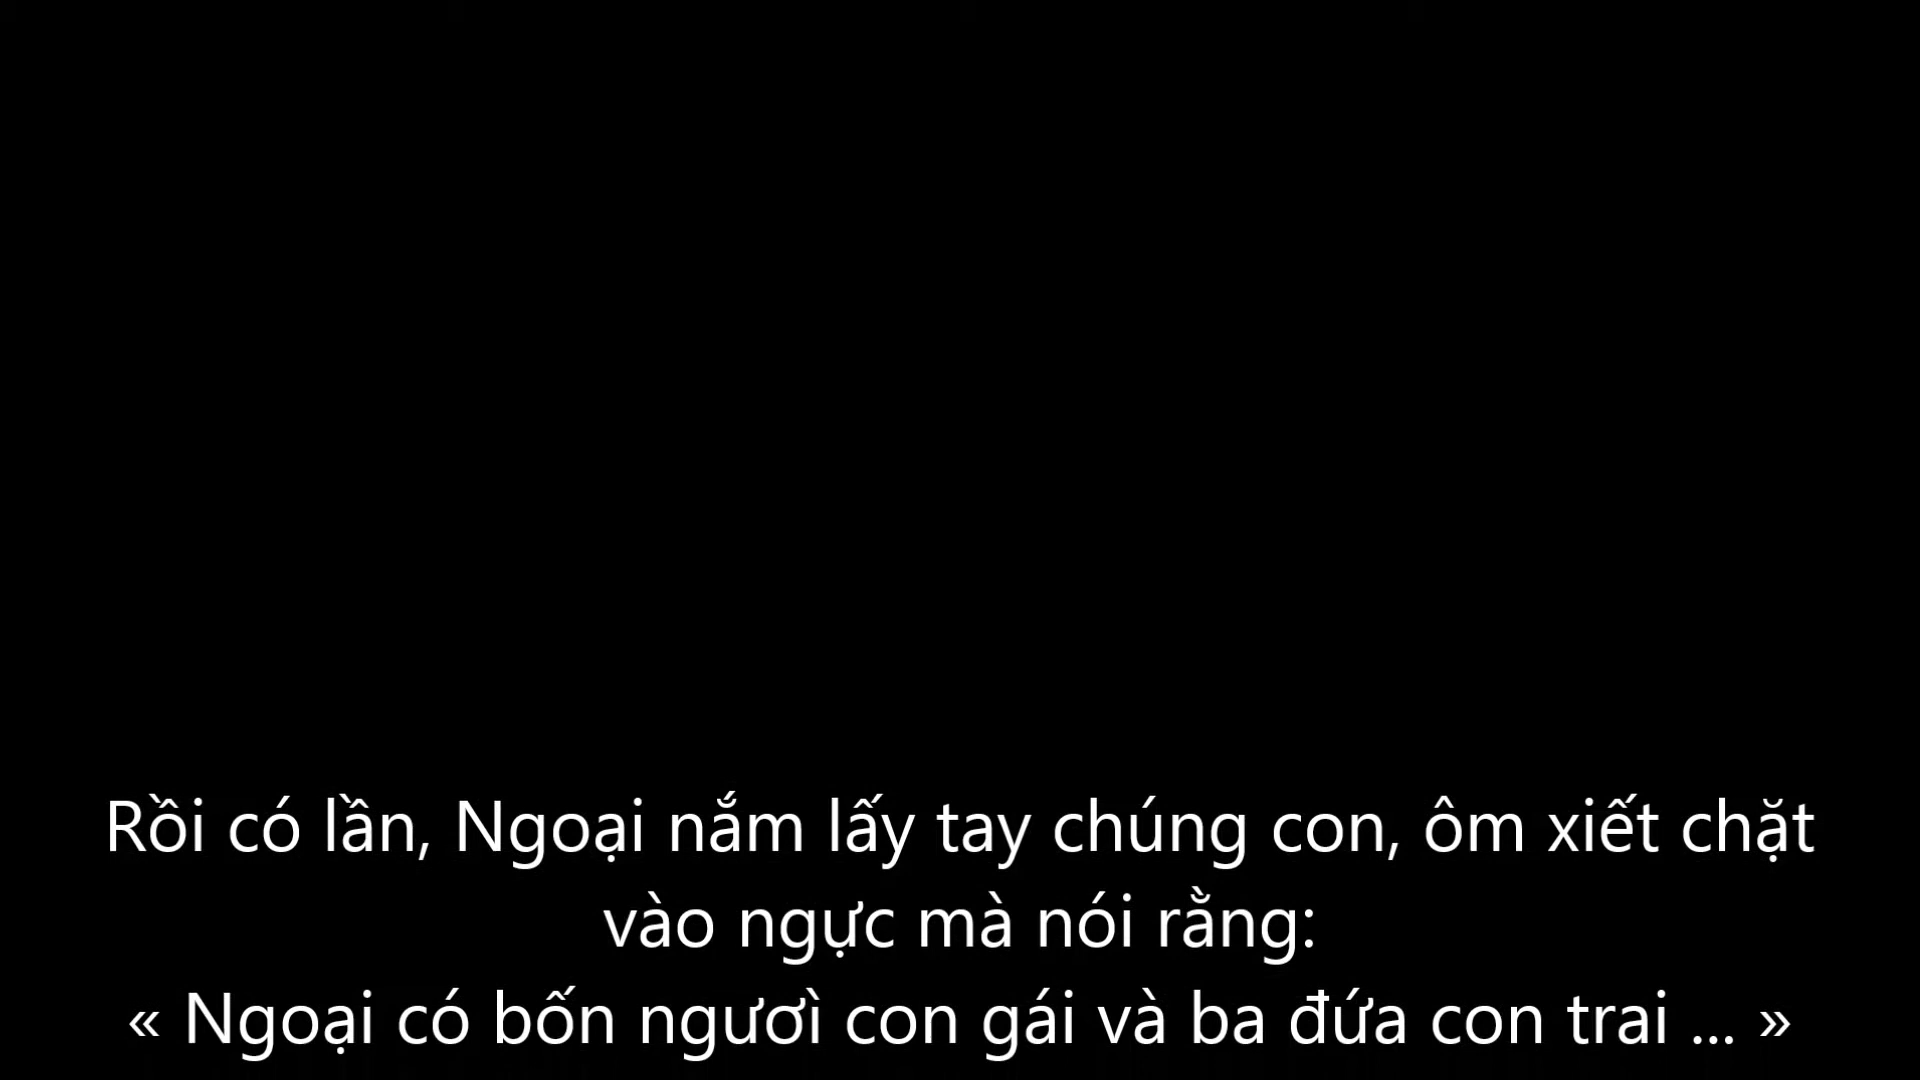 Rồi có lần, Ngoại nắm lấy tay chúng con, ôm xiết chặt
vào ngực mà nói rằng:
« Ngoại có bốn ngươì con gái và ba đứa con trai ... »